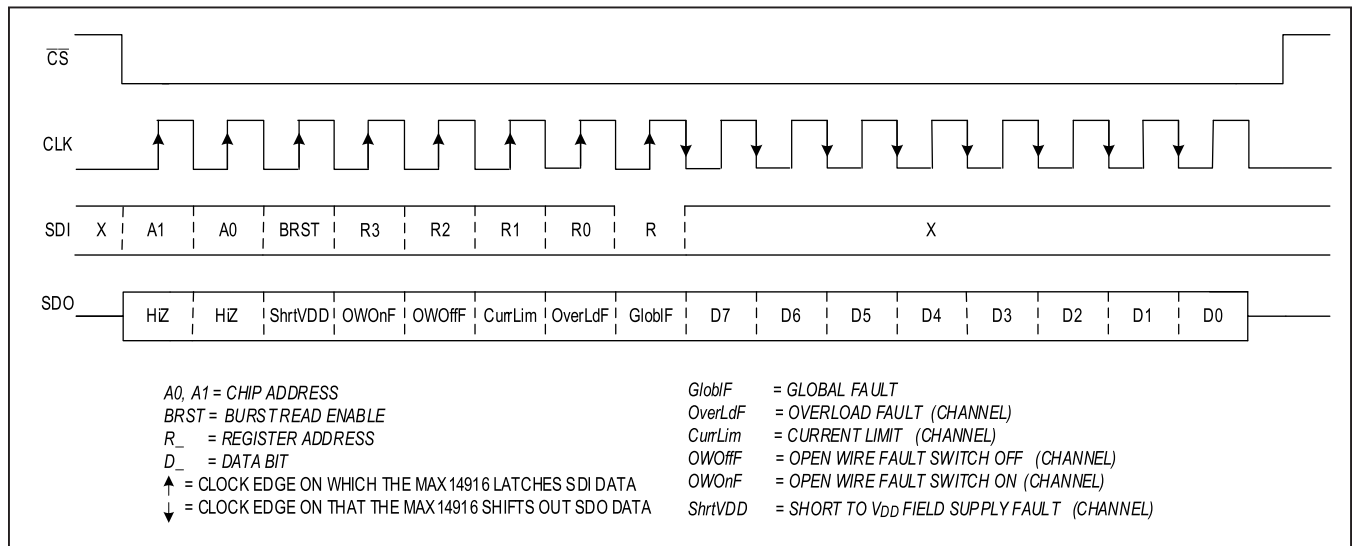 CS
CLK
SDI X A1 A0 BRST R3 R2 R1 R0 R X
SDO HiZ HiZ ShrtVDD OWOnF OWOffF CurrLim OverLdF GloblF D7 D6 D5 D4 D3 D2 D1 D0
A0, A1 = CHIP ADDRESS
BRST = BURST READ ENABLE
R_ = REGISTER ADDRESS
D_ = DATA BIT
↑ = CLOCK EDGE ON WHICH THE MAX14916 LATCHES SDI DATA
↓ = CLOCK EDGE ON THAT THE MAX14916 SHIFTS OUT SDO DATA
GloblF = GLOBAL FAULT
OverLdF = OVERLOAD FAULT (CHANNEL)
CurrLim = CURRENT LIMIT (CHANNEL)
OWOffF = OPEN WIRE FAULT SWITCH OFF (CHANNEL)
OWOnF = OPEN WIRE FAULT SWITCH ON (CHANNEL)
ShrtVDD = SHORT TO VDD FIELD SUPPLY FAULT (CHANNEL)